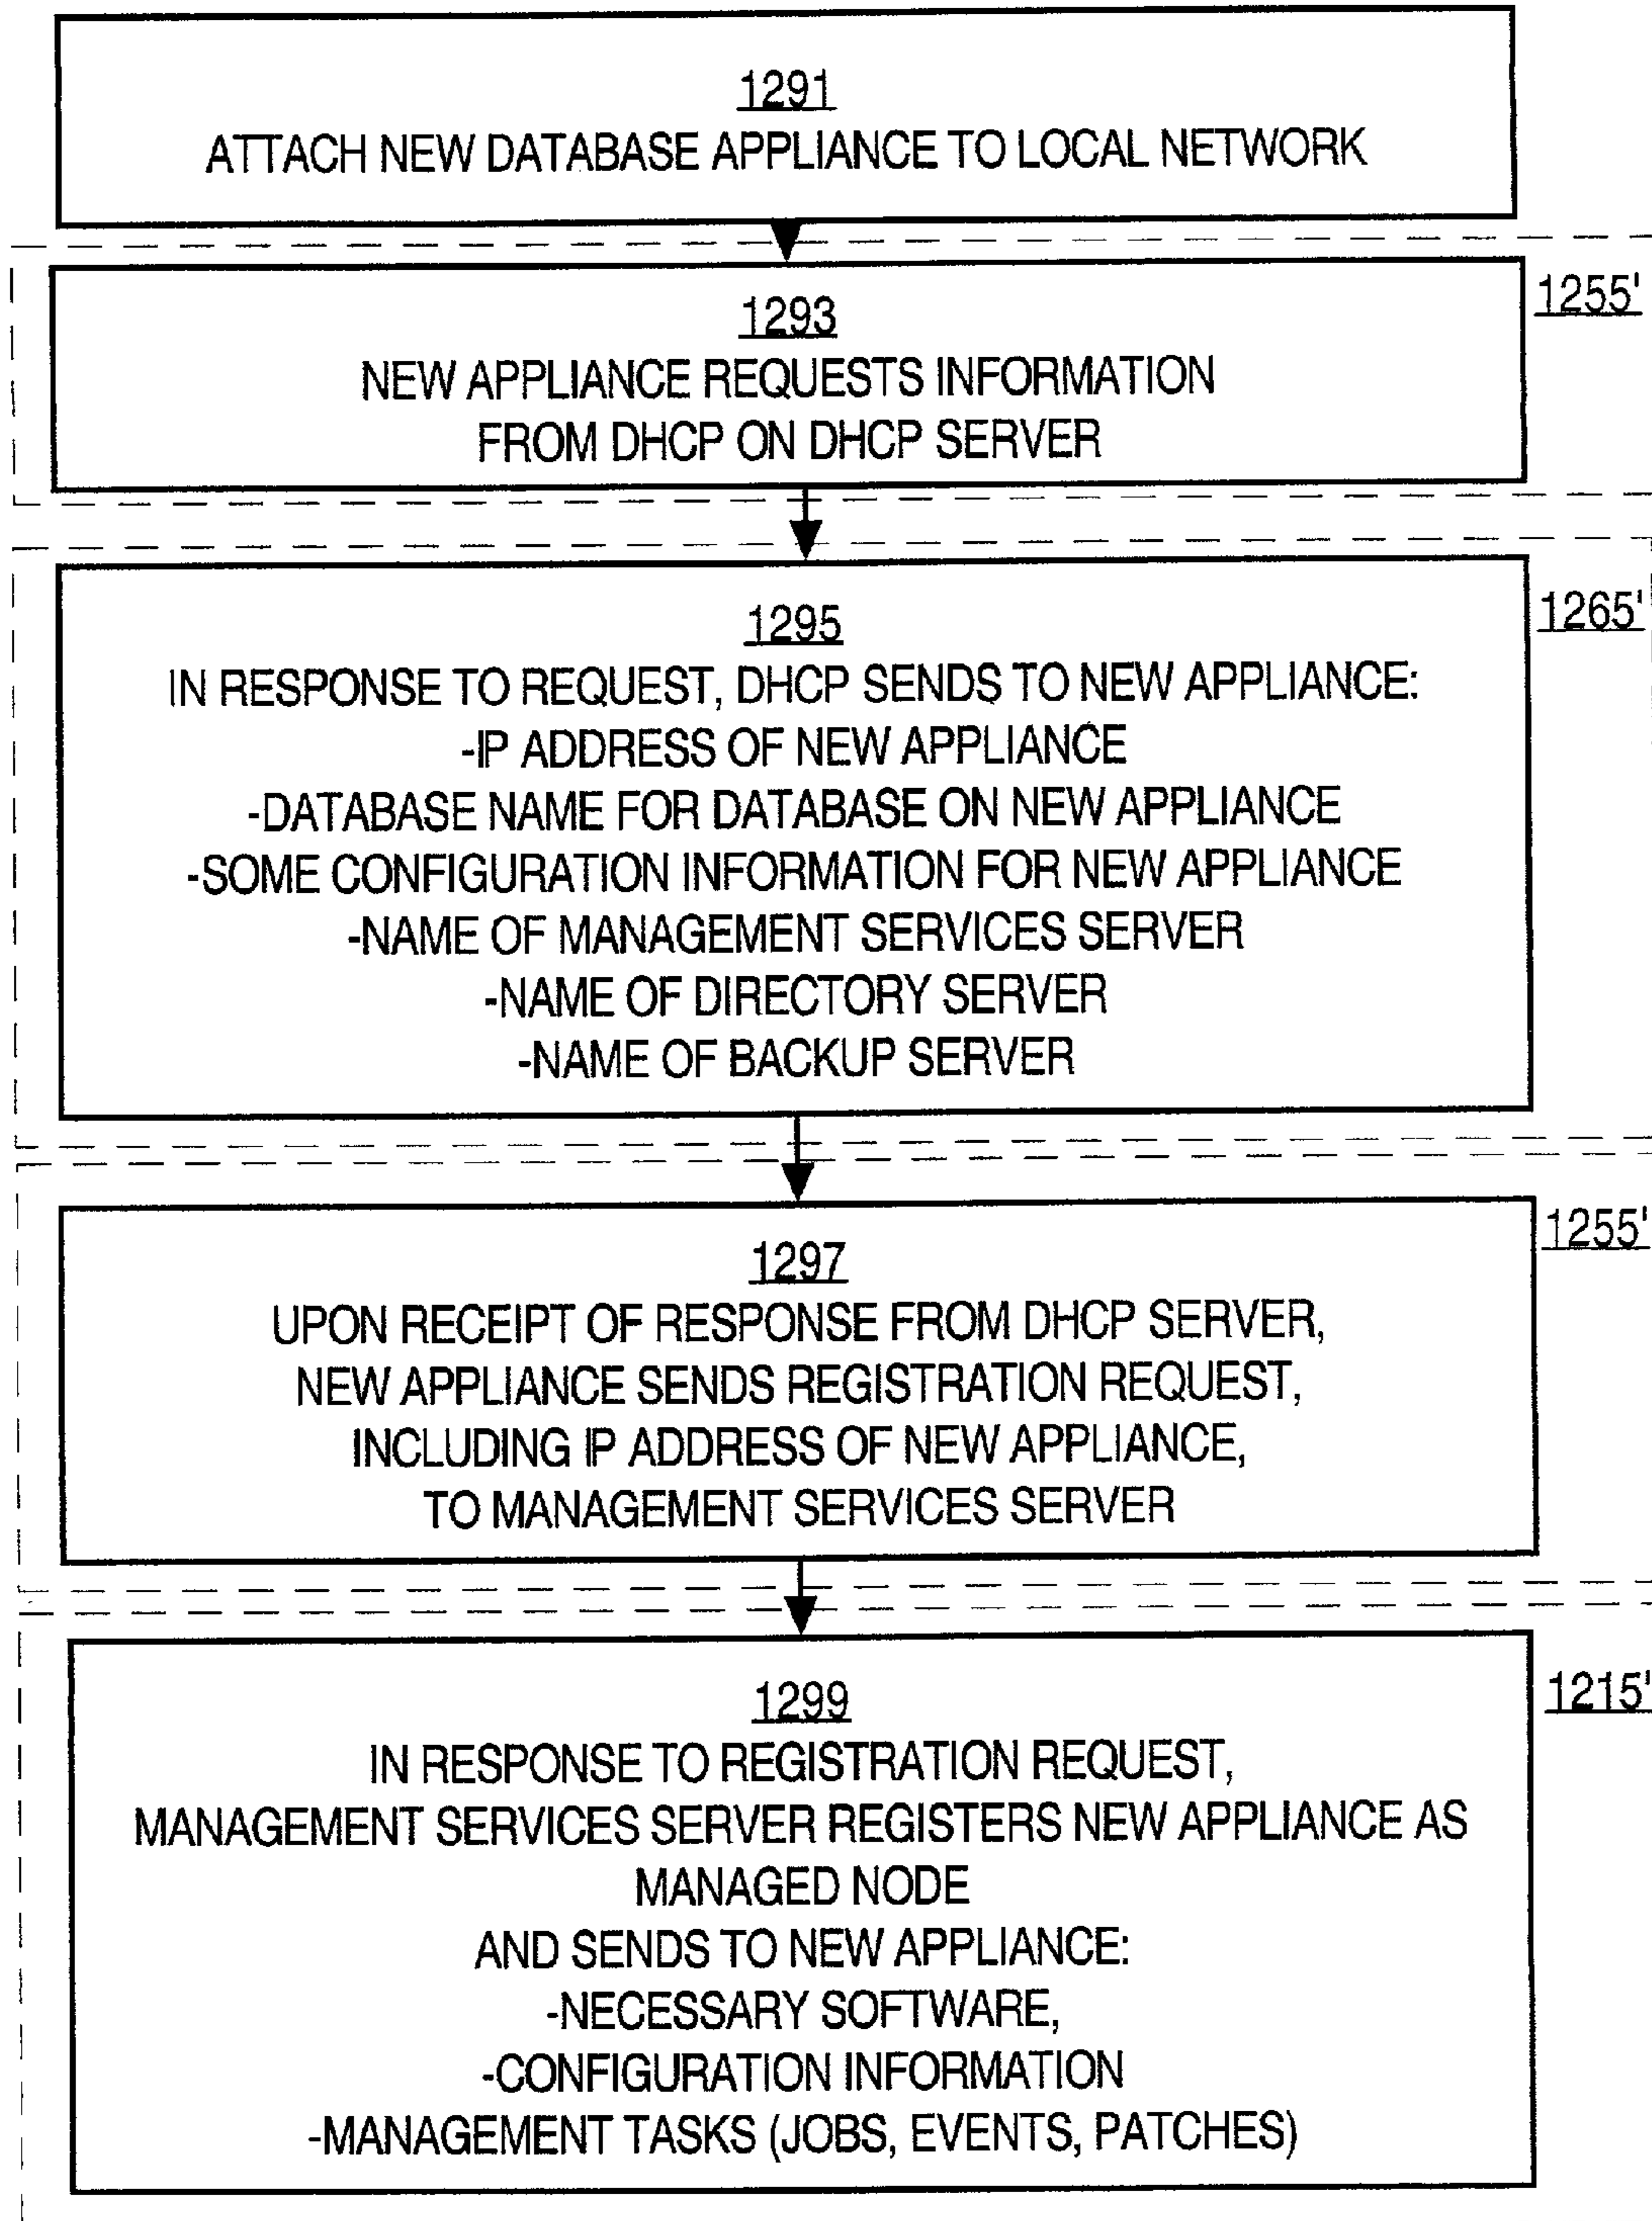 1291
ATTACH NEW DATABASE APPLIANCE TO LOCAL NETWORK
1255'
1293
NEW APPLIANCE REQUESTS INFORMATION
FROM DHCP ON DHCP SERVER
1265'
1295
IN RESPONSE TO REQUEST, DHCP SENDS TO NEW APPLIANCE:
-IP ADDRESS OF NEW APPLIANCE
-DATABASE NAME FOR DATABASE ON NEW APPLIANCE
-SOME CONFIGURATION INFORMATION FOR NEW APPLIANCE
-NAME OF MANAGEMENT SERVICES SERVER
-NAME OF DIRECTORY SERVER
-NAME OF BACKUP SERVER
1255'
1297
UPON RECEIPT OF RESPONSE FROM DHCP SERVER,
NEW APPLIANCE SENDS REGISTRATION REQUEST,
INCLUDING IP ADDRESS OF NEW APPLIANCE,
TO MANAGEMENT SERVICES SERVER
1215'
1299
IN RESPONSE TO REGISTRATION REQUEST,
MANAGEMENT SERVICES SERVER REGISTERS NEW APPLIANCE AS
MANAGED NODE
AND SENDS TO NEW APPLIANCE:
-NECESSARY SOFTWARE,
-CONFIGURATION INFORMATION
-MANAGEMENT TASKS (JOBS, EVENTS, PATCHES)